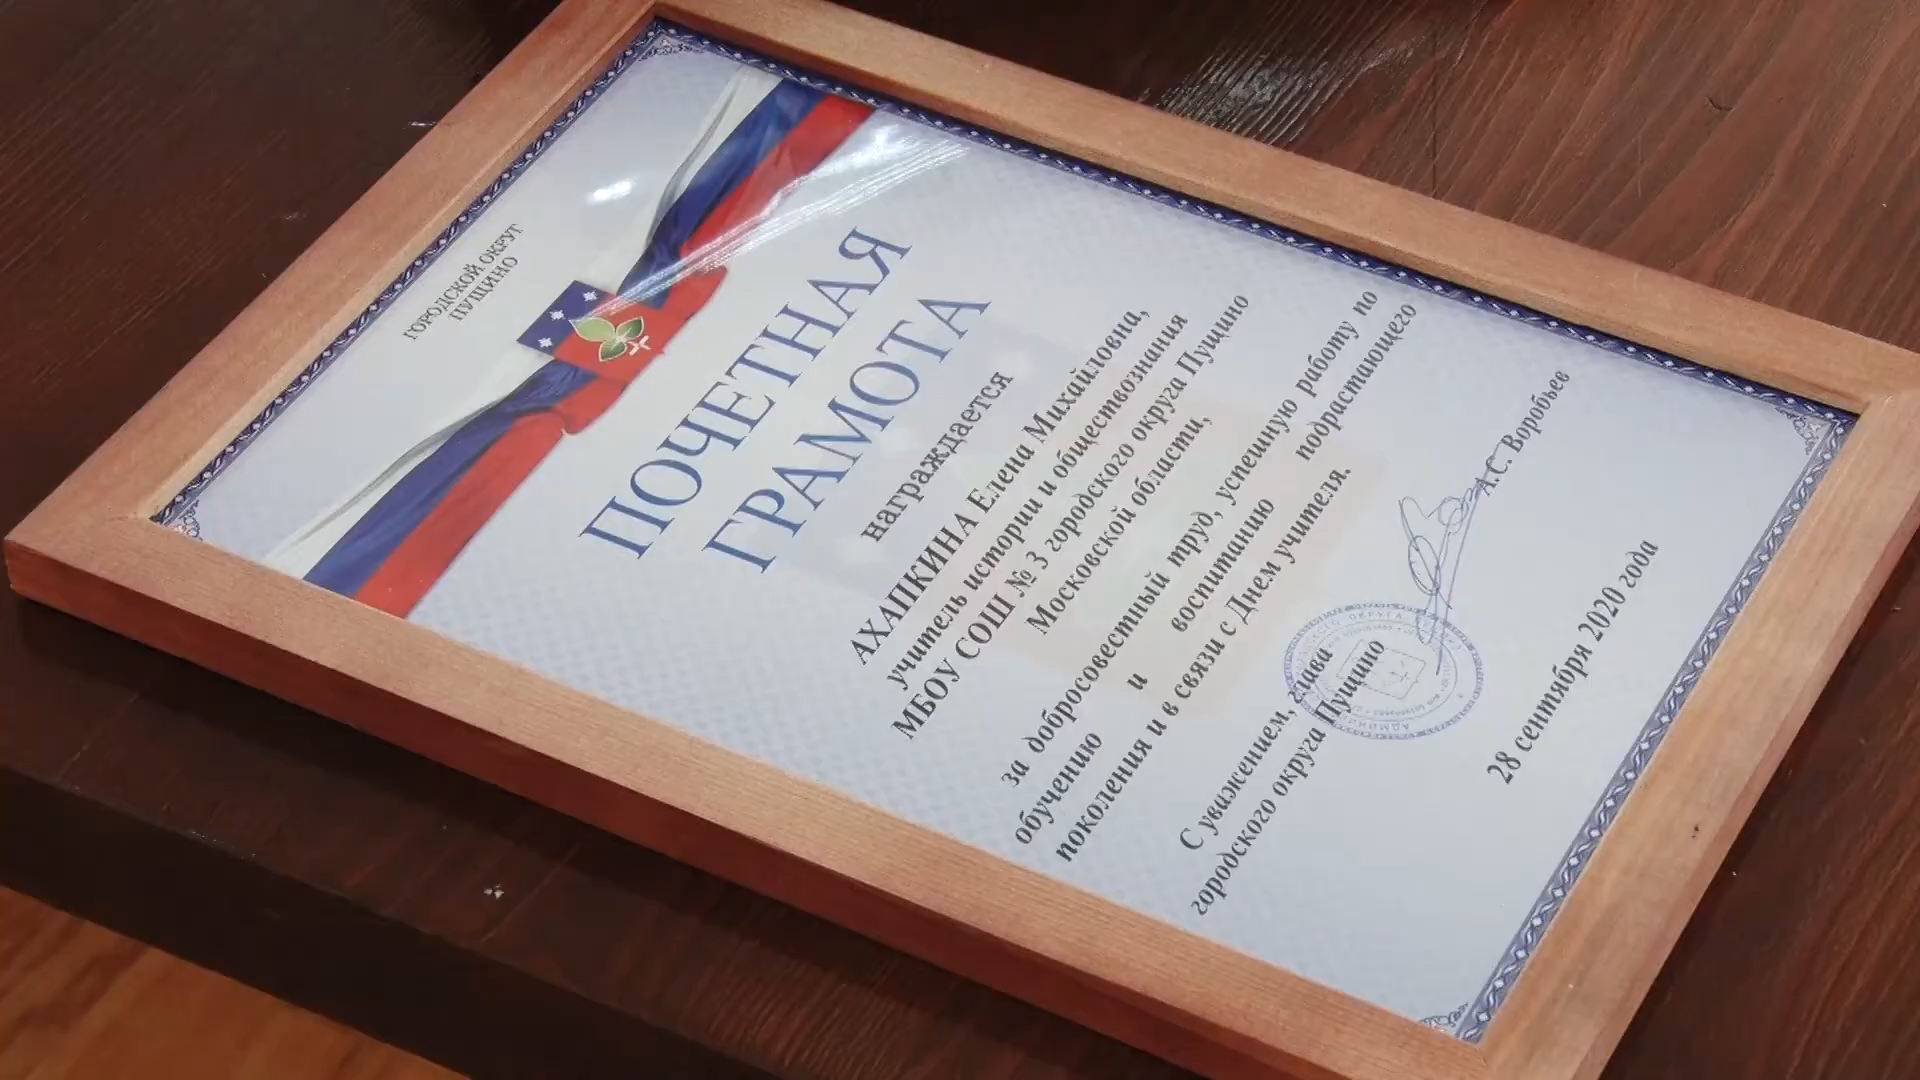 ГОРОДСКОЙ ОКРУГ
ПУЩИНО
ПОЧЕТНАЯ
ГРАМОТА
награждается
АХАПКИНА Елена Михайловна,
учитель истории и обществознания
МБОУ СОШ № 3 городского округа Пущино
Московской области,
за добросовестный труд, успешную работу по
обучению и воспитанию подрастающего
поколения и в связи с Днем учителя.
С уважением, глава
городского округа Пущино А.С. Воробьев
28 сентября 2020 года